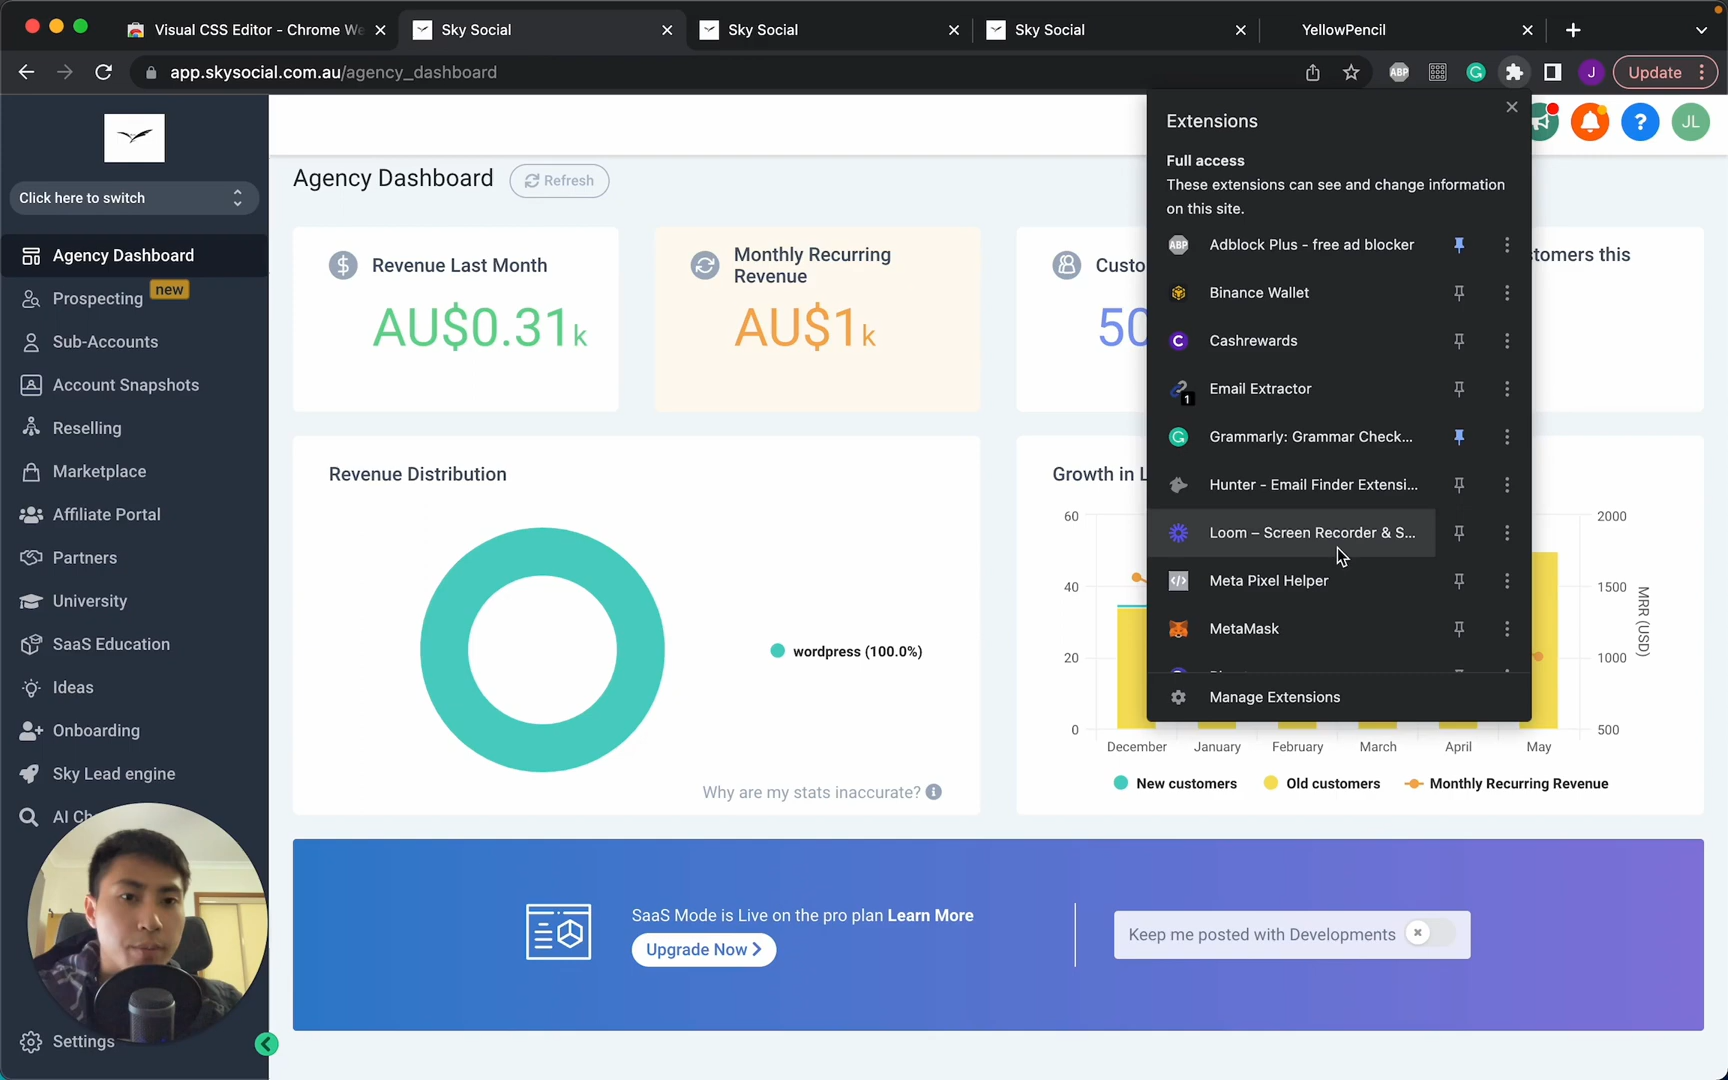 Visual CSS Editor - Chrome We
Sky Social
Sky Social
Sky Social
YellowPencil
app.skysocial.com.au/agency_dashboard
ABP
J
Update
Click here to switch
Agency Dashboard
Prospecting
new
Sub-Accounts
Account Snapshots
Reselling
Marketplace
Affiliate Portal
Partners
University
SaaS Education
Ideas
Onboarding
Sky Lead engine
AI Ch
Settings
Agency Dashboard
Refresh
?
JL
Revenue Last Month
AU$0.31k
Monthly Recurring
Revenue
AU$1k
Custo
50
stomers this
Revenue Distribution
wordpress (100.0%)
Why are my stats inaccurate?
Growth in L
60
40
20
0
2000
1500
1000
500
MRR (USD)
December
January
February
March
April
May
New customers
Old customers
Monthly Recurring Revenue
Extensions
Full access
These extensions can see and change information
on this site.
ABP
Adblock Plus - free ad blocker
Binance Wallet
Cashrewards
1
Email Extractor
Grammarly: Grammar Check...
Hunter - Email Finder Extensi...
Loom – Screen Recorder & S...
Meta Pixel Helper
MetaMask
Manage Extensions
SaaS Mode is Live on the pro plan Learn More
Upgrade Now
Keep me posted with Developments